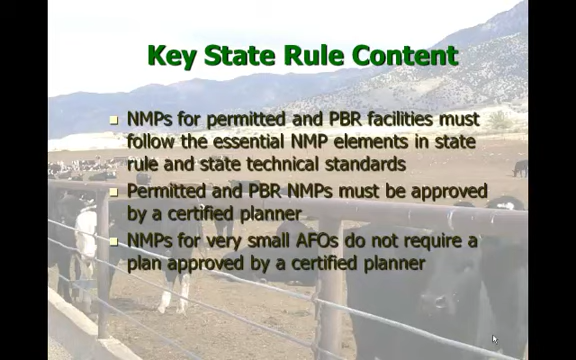 Key State Rule Content
NMPs for permitted and PBR facilities must
follow the essential NMP elements in state
rule and state technical standards
Permitted and PBR NMPs must be approved
by a certified planner
NMPs for very small AFOs do not require a
plan approved by a certified planner